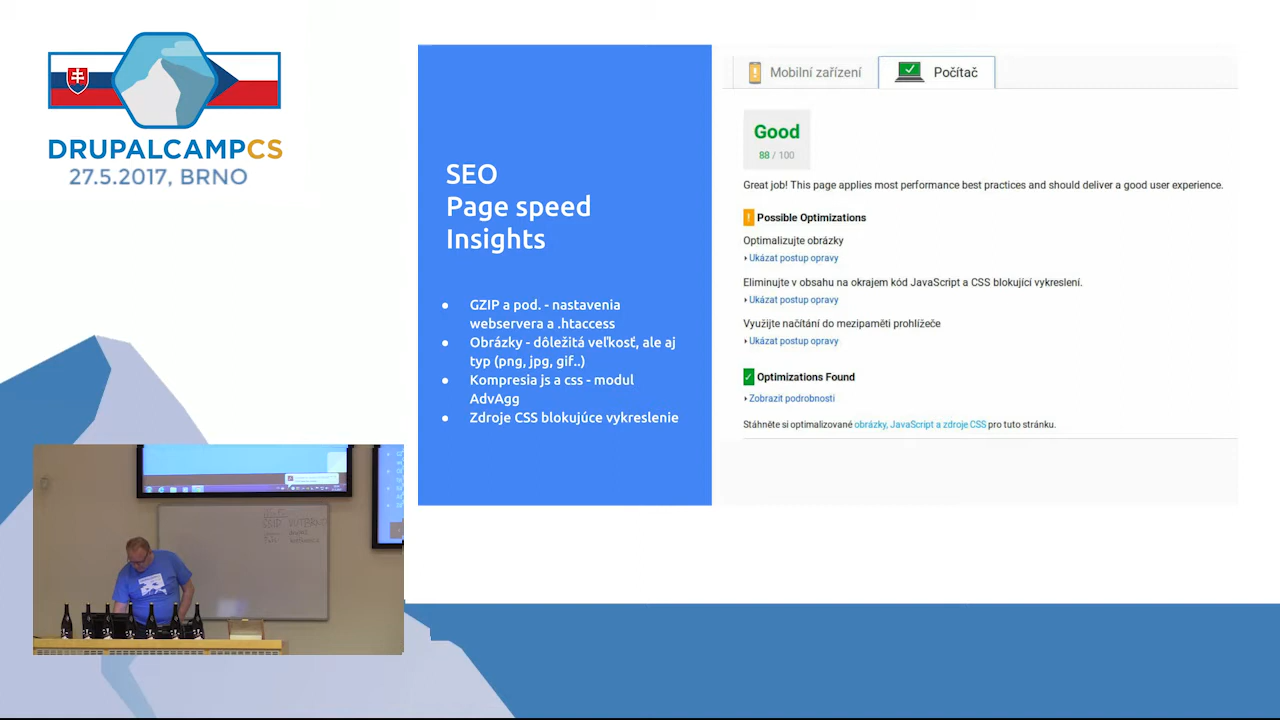 DRUPALCAMPCS
27.5.2017, BRNO
SEO
Page speed
Insights
GZIP a pod. - nastavenia
webservera a .htaccess
Obrázky - dôležitá veľkosť, ale aj
typ (png, jpg, gif..)
Kompresia js a css - modul
AdvAgg
Zdroje CSS blokujúce vykreslenie
Mobilní zařízení
Počítač
Good
88 / 100
Great job! This page applies most performance best practices and should deliver a good user experience.
Possible Optimizations
Optimalizujte obrázky
Ukázat postup opravy
Eliminujte v obsahu na okrajem kód JavaScript a CSS blokující vykreslení.
Ukázat postup opravy
Využijte načítání do mezipaměti prohlížeče
Ukázat postup opravy
Optimizations Found
Zobrazit podrobnosti
Stáhněte si optimalizované obrázky, JavaScript a zdroje CSS pro tuto stránku.
SSID